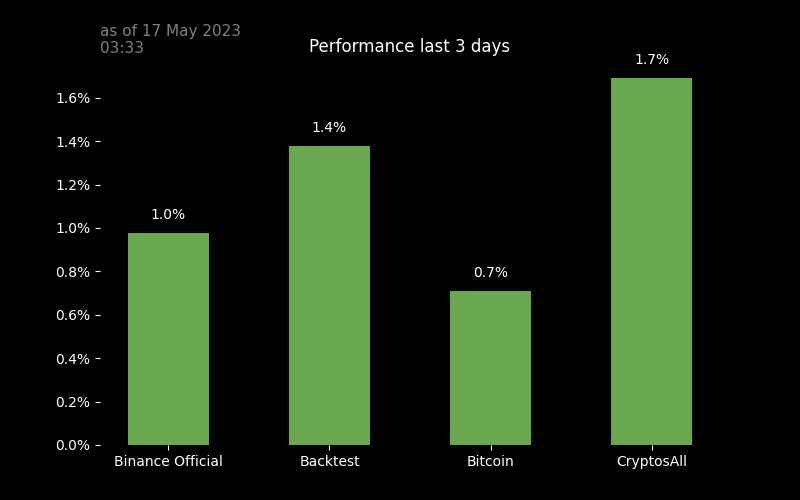 as of 17 May 2023
03:33
Performance last 3 days
1.7%
1.6%
1.4%
1.4%
1.2%
1.0%
1.0%
0.8%
0.7%
0.6%
0.4%
0.2%
0.0%
Binance Official
Backtest
Bitcoin
CryptosAll